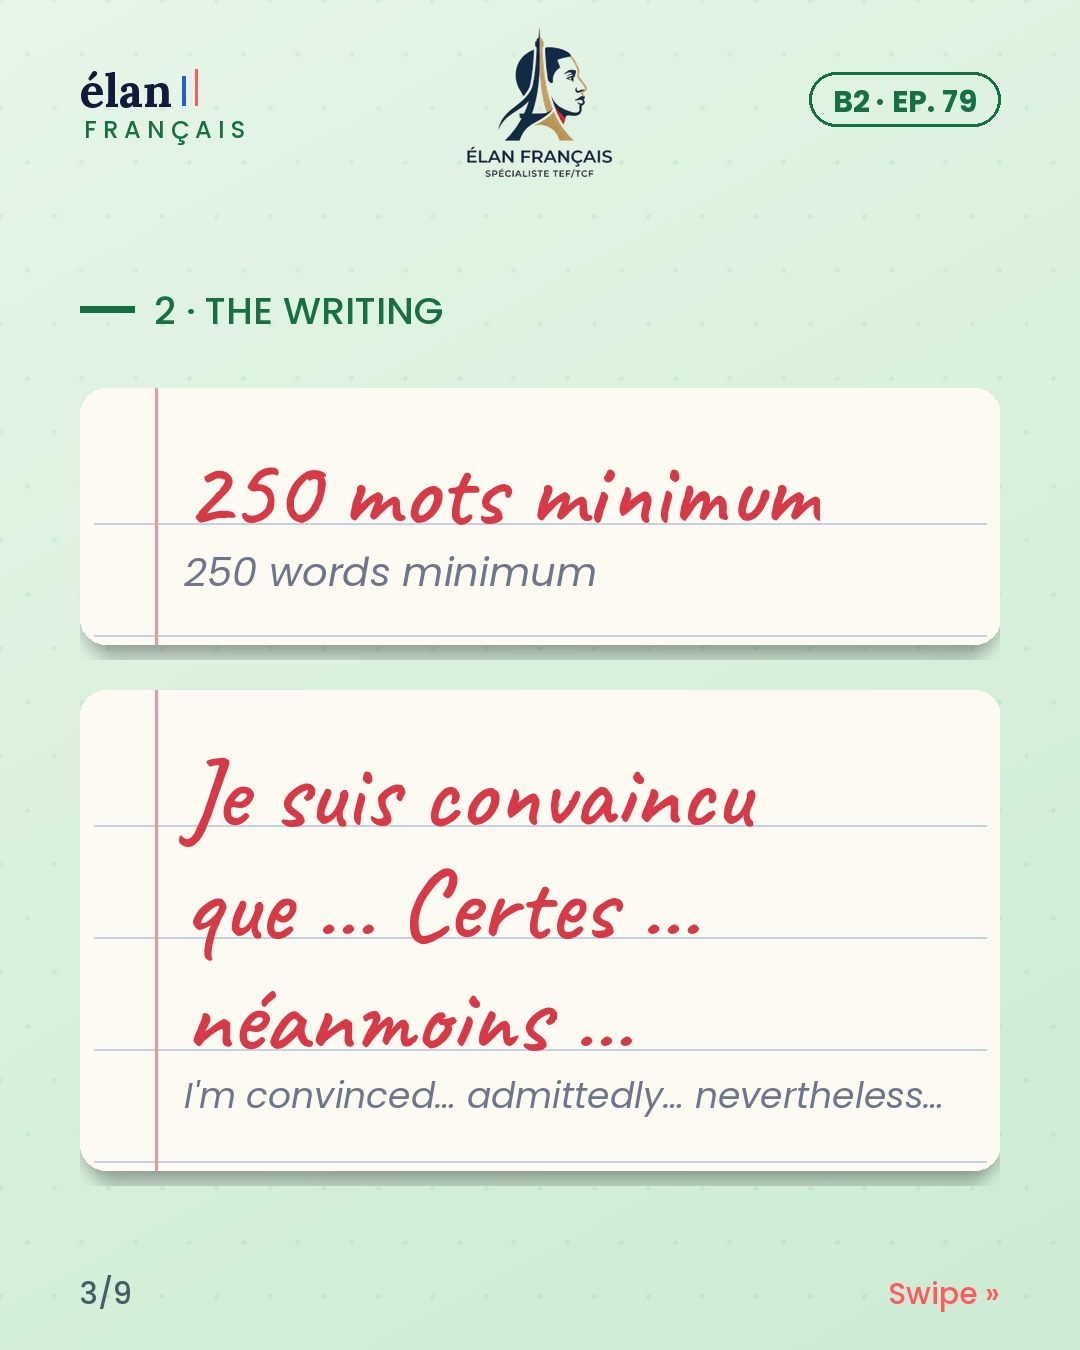 élan
FRANÇAIS
ÉLAN FRANÇAIS
SPÉCIALISTE TEF/TCF
B2 · EP. 79
2 · THE WRITING
250 mots minimum
250 words minimum
Je suis convaincu
que ... Certes ...
néanmoins ...
I'm convinced... admittedly... nevertheless...
3/9
Swipe »